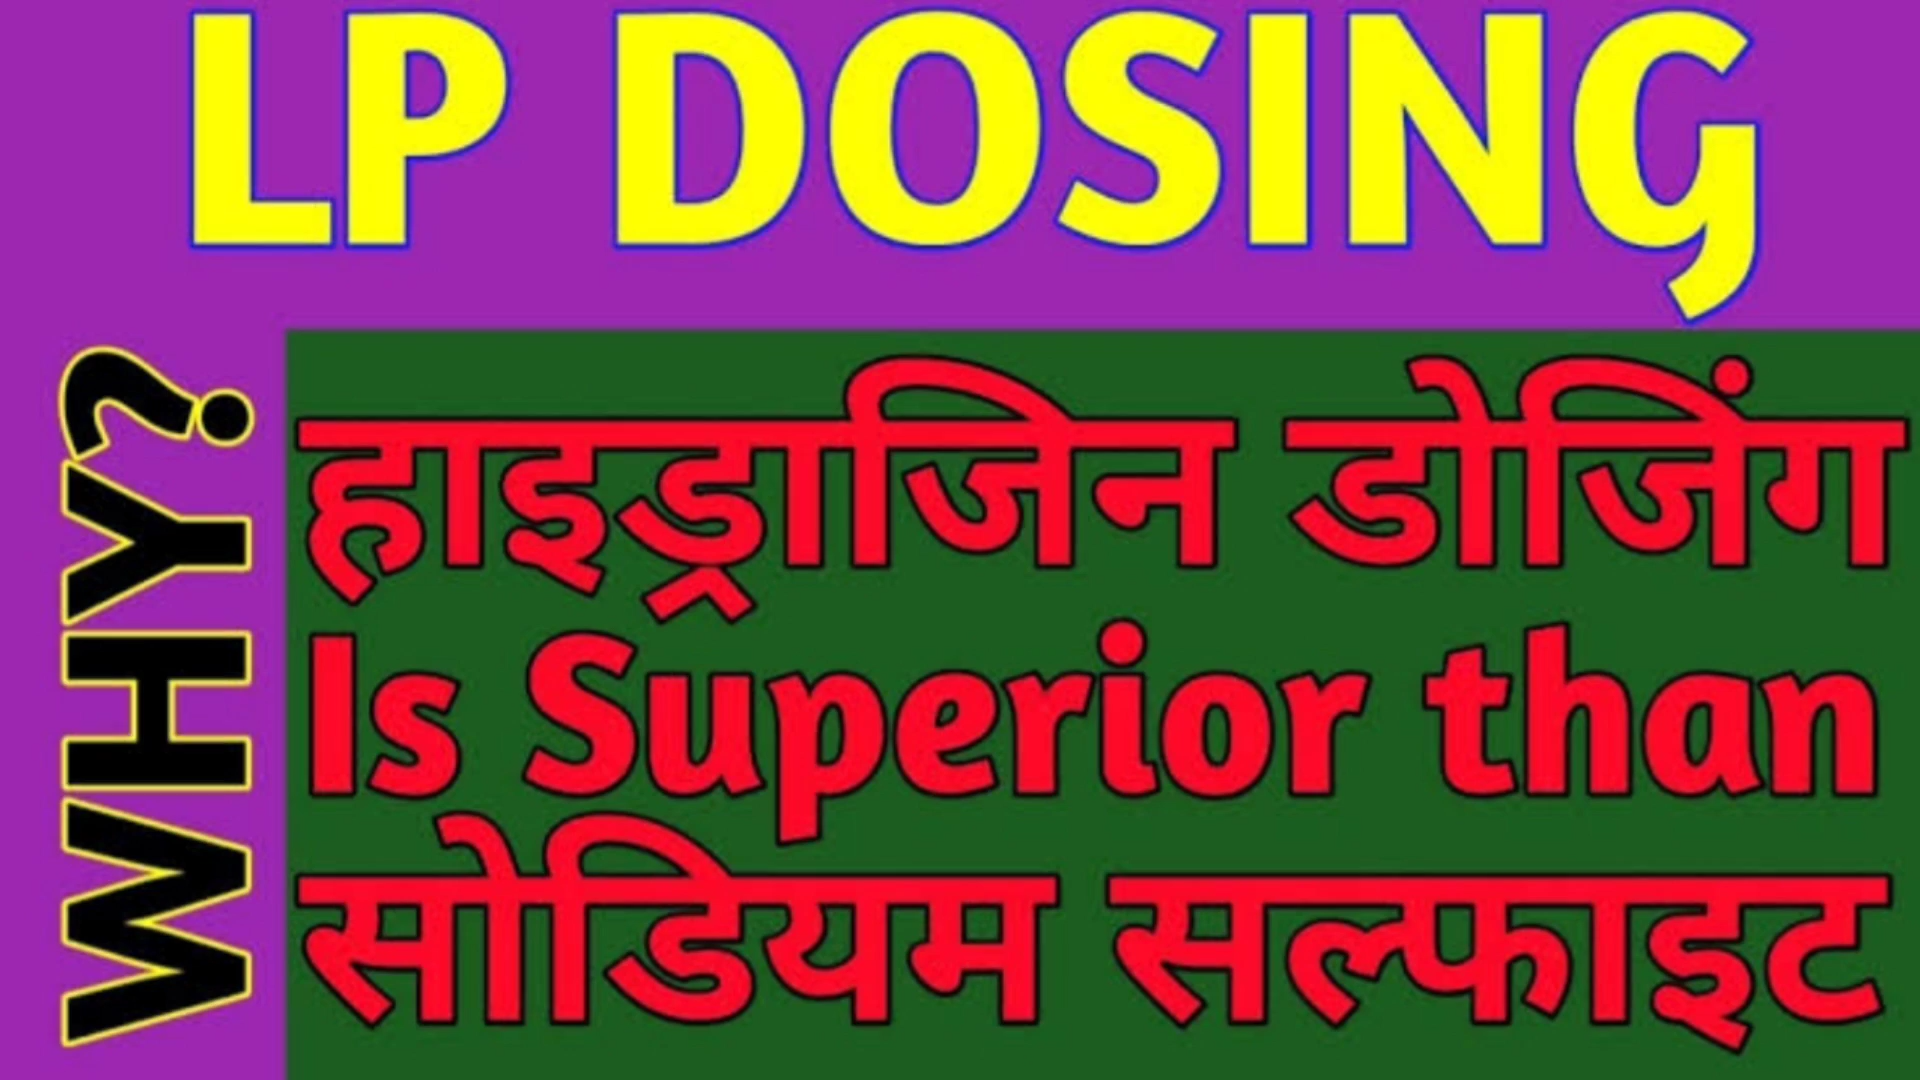 LP DOSING
WHY?
हाइड्राजिन डोजिंग
Is Superior than
सोडियम सल्फाइट